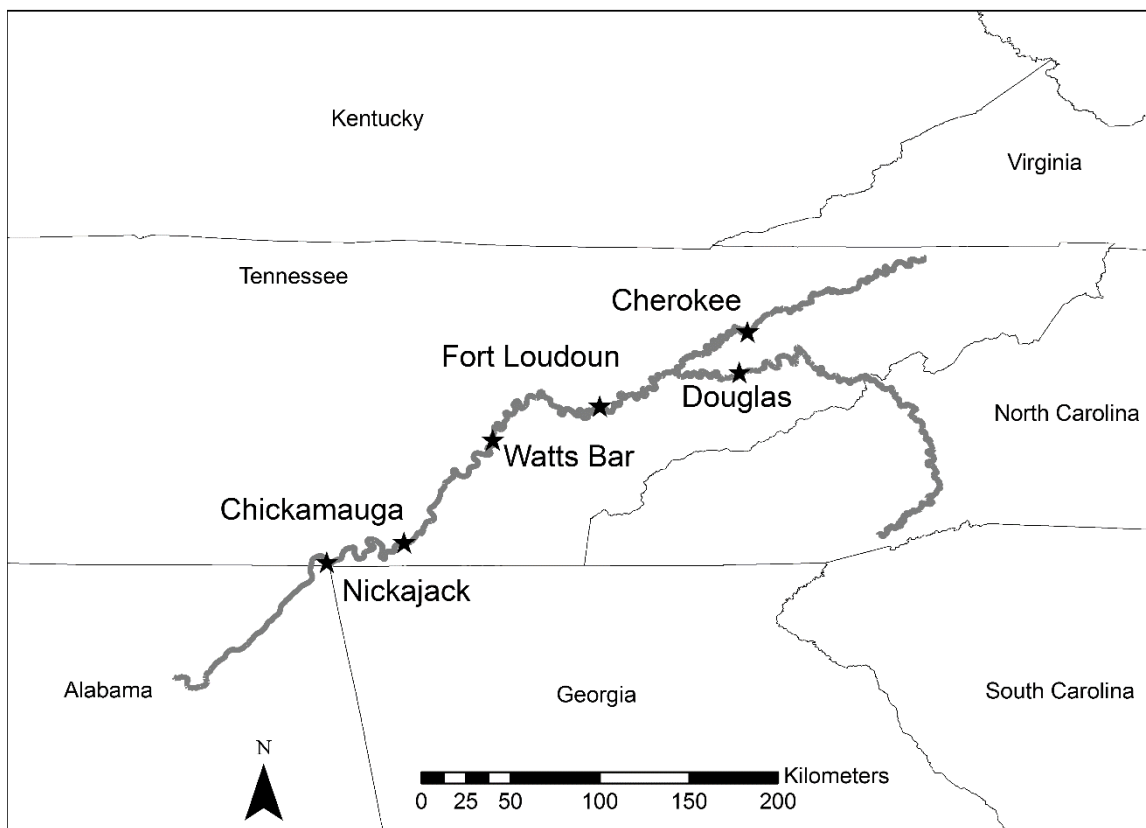 Kentucky
Virginia
Tennessee
Cherokee
Fort Loudoun
Douglas
North Carolina
Watts Bar
Chickamauga
Nickajack
Alabama
Georgia
South Carolina
N
Kilometers
0 25 50 100 150 200